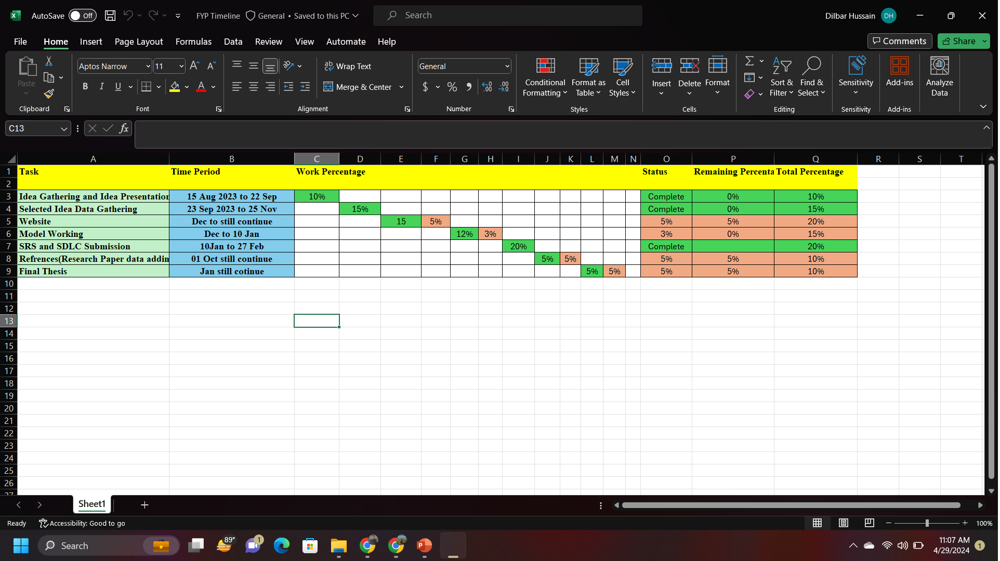 AutoSave Off FYP Timeline General • Saved to this PC Search Dilbar Hussain DH
File Home Insert Page Layout Formulas Data Review View Automate Help Comments Share
Aptos Narrow 11 A A Wrap Text General
Paste B I U A Merge & Center $ % Conditional Formatting Format as Table Cell Styles Insert Delete Format Sort & Filter Find & Select Sensitivity Add-ins Analyze Data
Clipboard Font Alignment Number Styles Cells Editing Sensitivity Add-ins
C13 fx
A B C D E F G H I J K L M N O P Q R S T
1 Task Time Period Work Percentage Status Remaining Percenta Total Percentage
2
3 Idea Gathering and Idea Presentation 15 Aug 2023 to 22 Sep 10% Complete 0% 10%
4 Selected Idea Data Gathering 23 Sep 2023 to 25 Nov 15% Complete 0% 15%
5 Website Dec to still continue 15 5% 5% 5% 20%
6 Model Working Dec to 10 Jan 12% 3% 3% 0% 15%
7 SRS and SDLC Submission 10Jan to 27 Feb 20% Complete 20%
8 Refrences(Research Paper data addin 01 Oct still continue 5% 5% 5% 5% 10%
9 Final Thesis Jan still cotinue 5% 5% 5% 5% 10%
10
11
12
13
14
15
16
17
18
19
20
21
22
23
24
25
26
27
Sheet1
Ready Accessibility: Good to go 100%
Search 89° 1 11:07 AM
4/29/2024 1